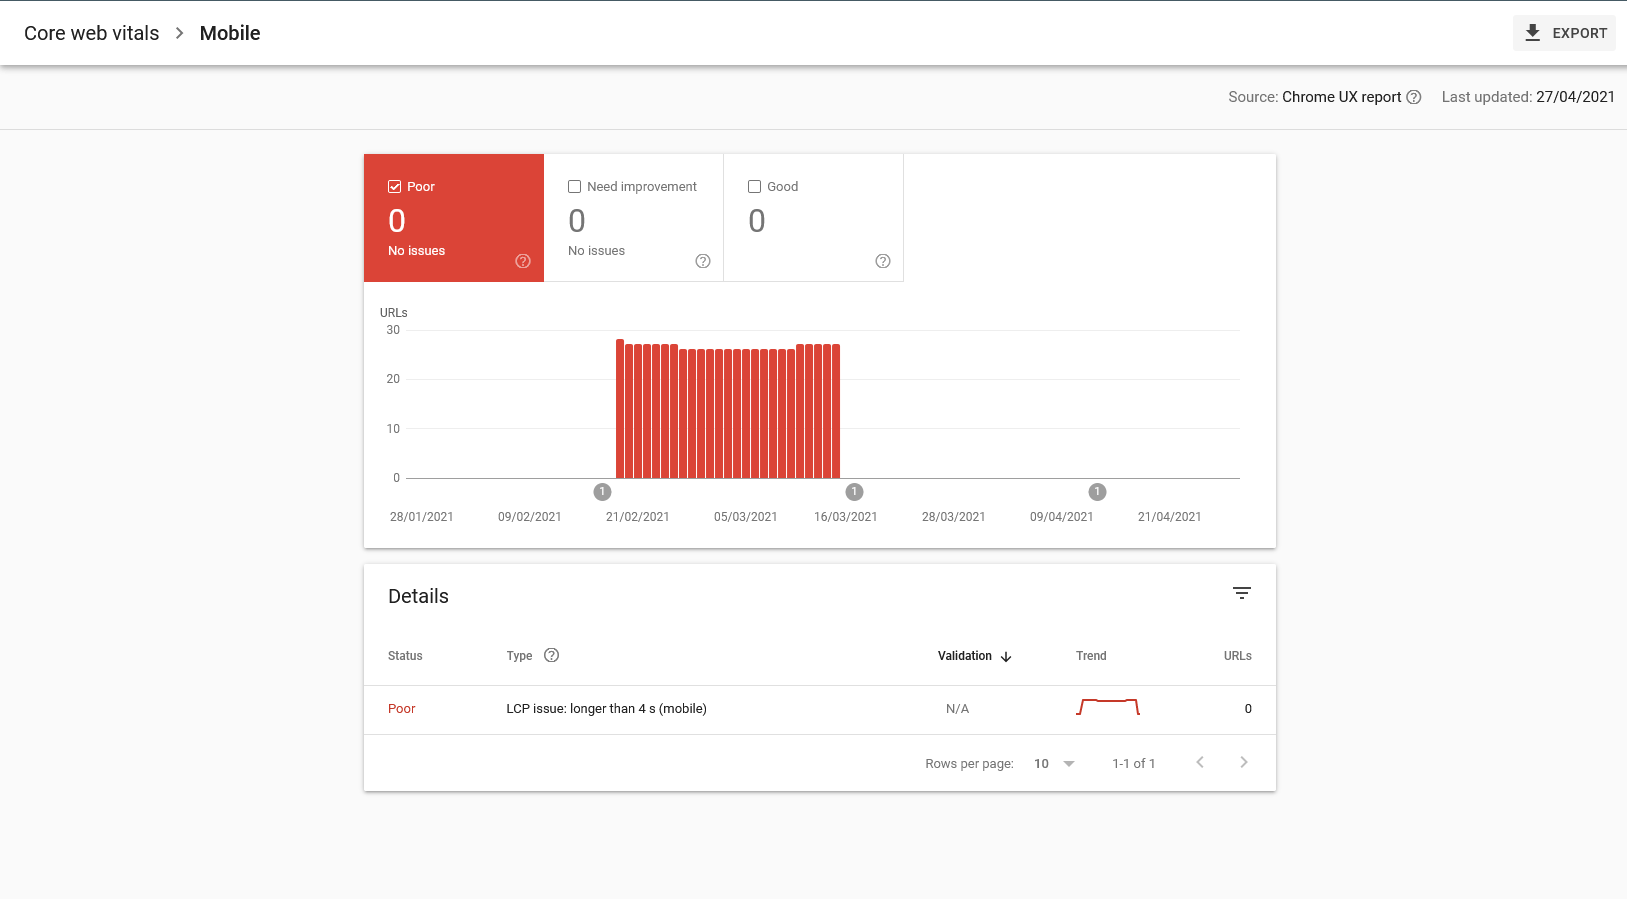 Core web vitals > Mobile
EXPORT
Source: Chrome UX report
Last updated: 27/04/2021
Poor
0
No issues
Need improvement
0
No issues
Good
0
URLs
30
20
10
0
1 1 1
28/01/2021 09/02/2021 21/02/2021 05/03/2021 16/03/2021 28/03/2021 09/04/2021 21/04/2021
Details
Status Type Validation Trend URLs
Poor LCP issue: longer than 4 s (mobile) N/A 0
Rows per page: 10 1-1 of 1